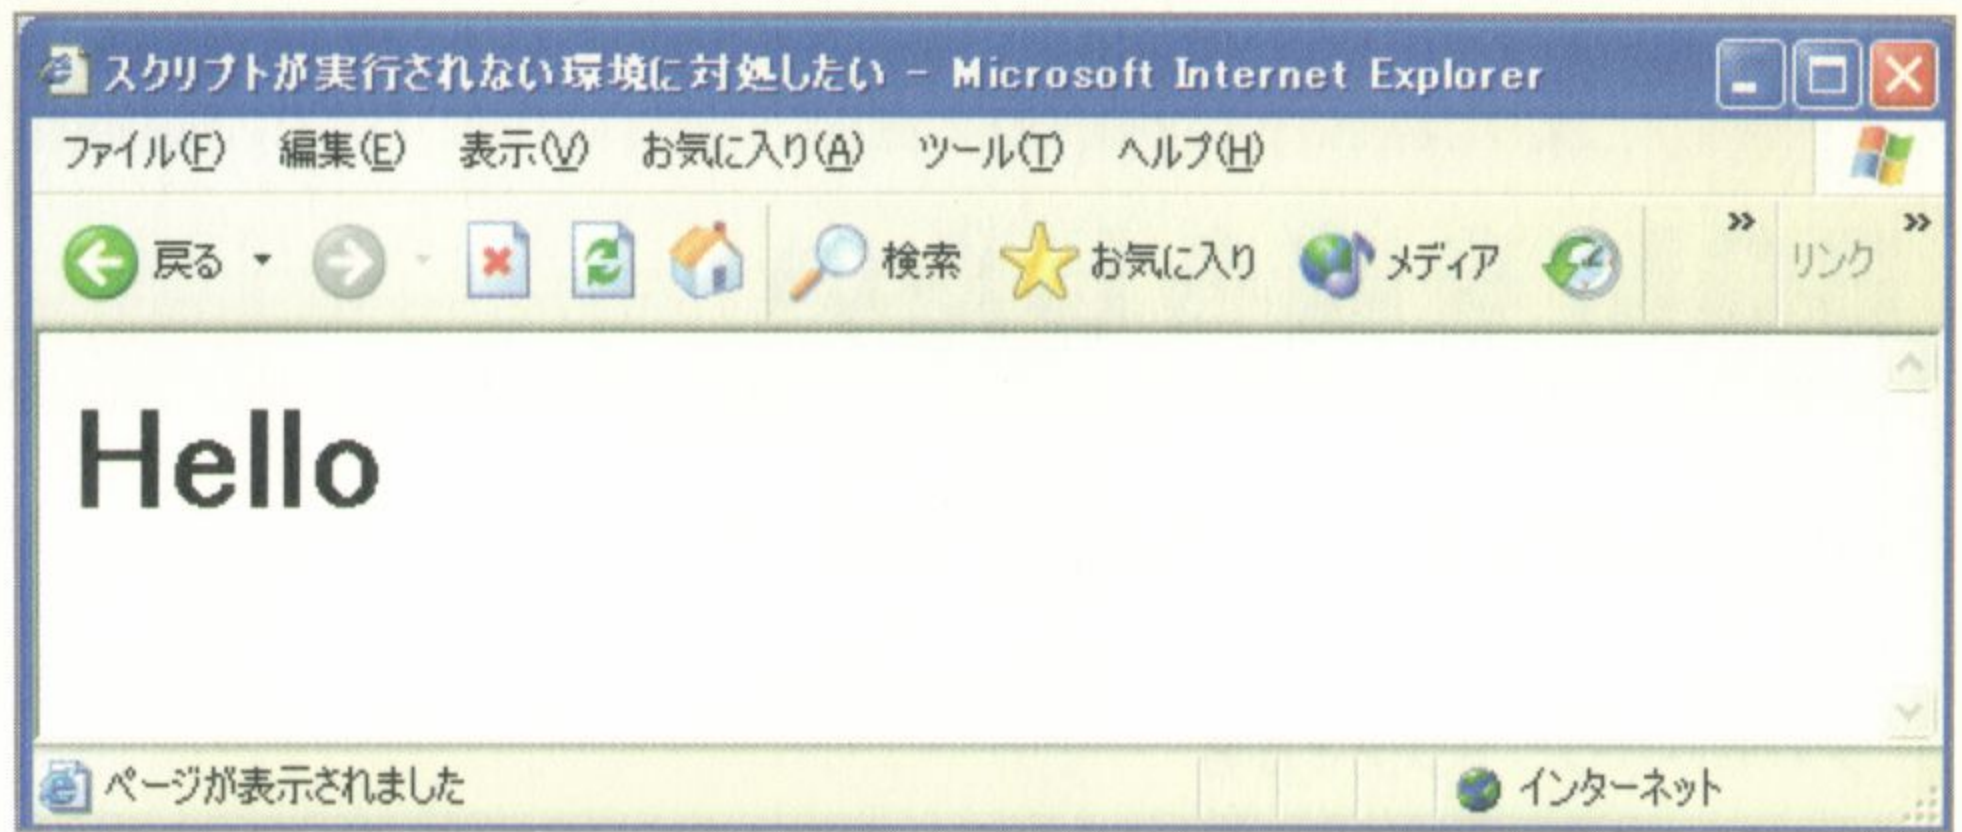 スクリプトが実行されない環境に対処したい - Microsoft Internet Explorer
ファイル(F) 編集(E) 表示(V) お気に入り(A) ツール(T) ヘルプ(H)
戻る 検索 お気に入り メディア » リンク »
Hello
ページが表示されました インターネット